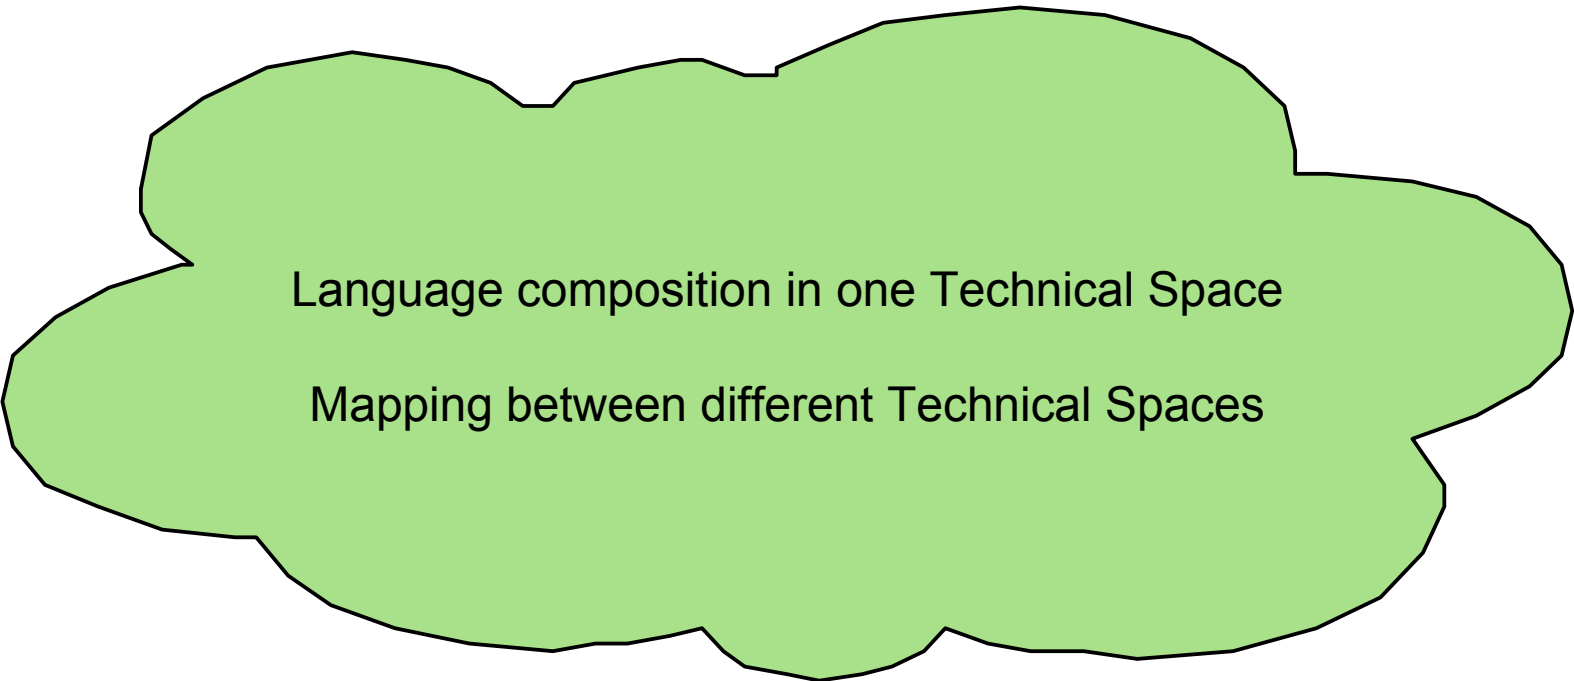 Language composition in one Technical Space
Mapping between different Technical Spaces